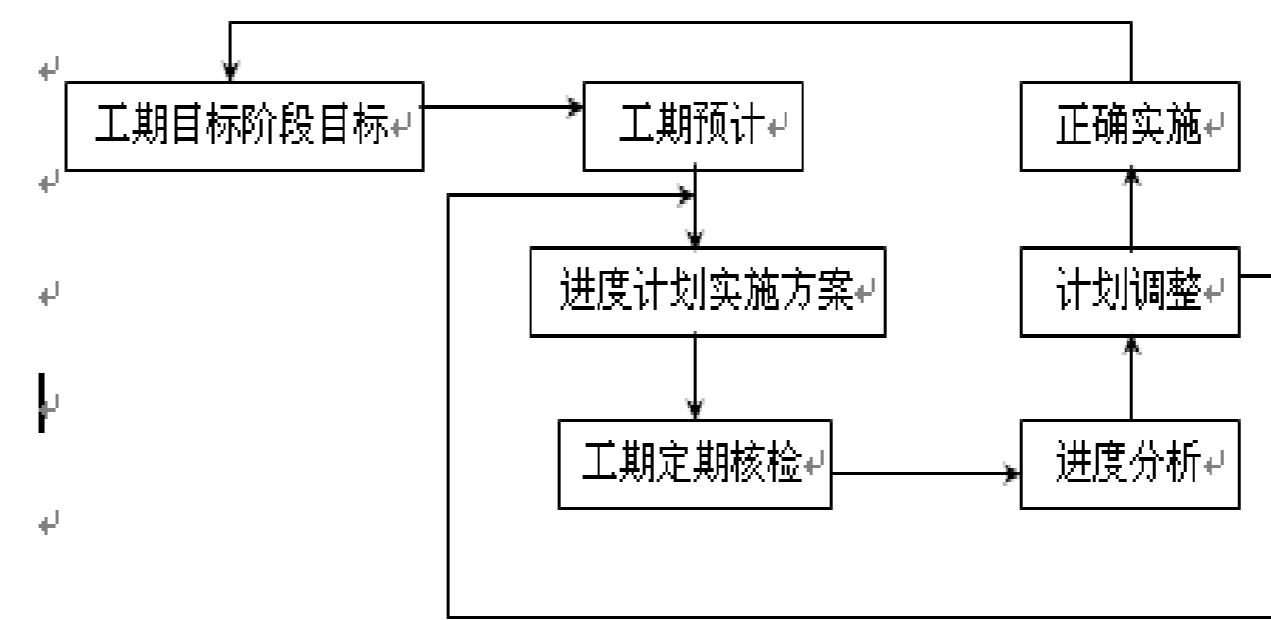 工期目标阶段目标
工期预计
正确实施
进度计划实施方案
计划调整
工期定期核检
进度分析